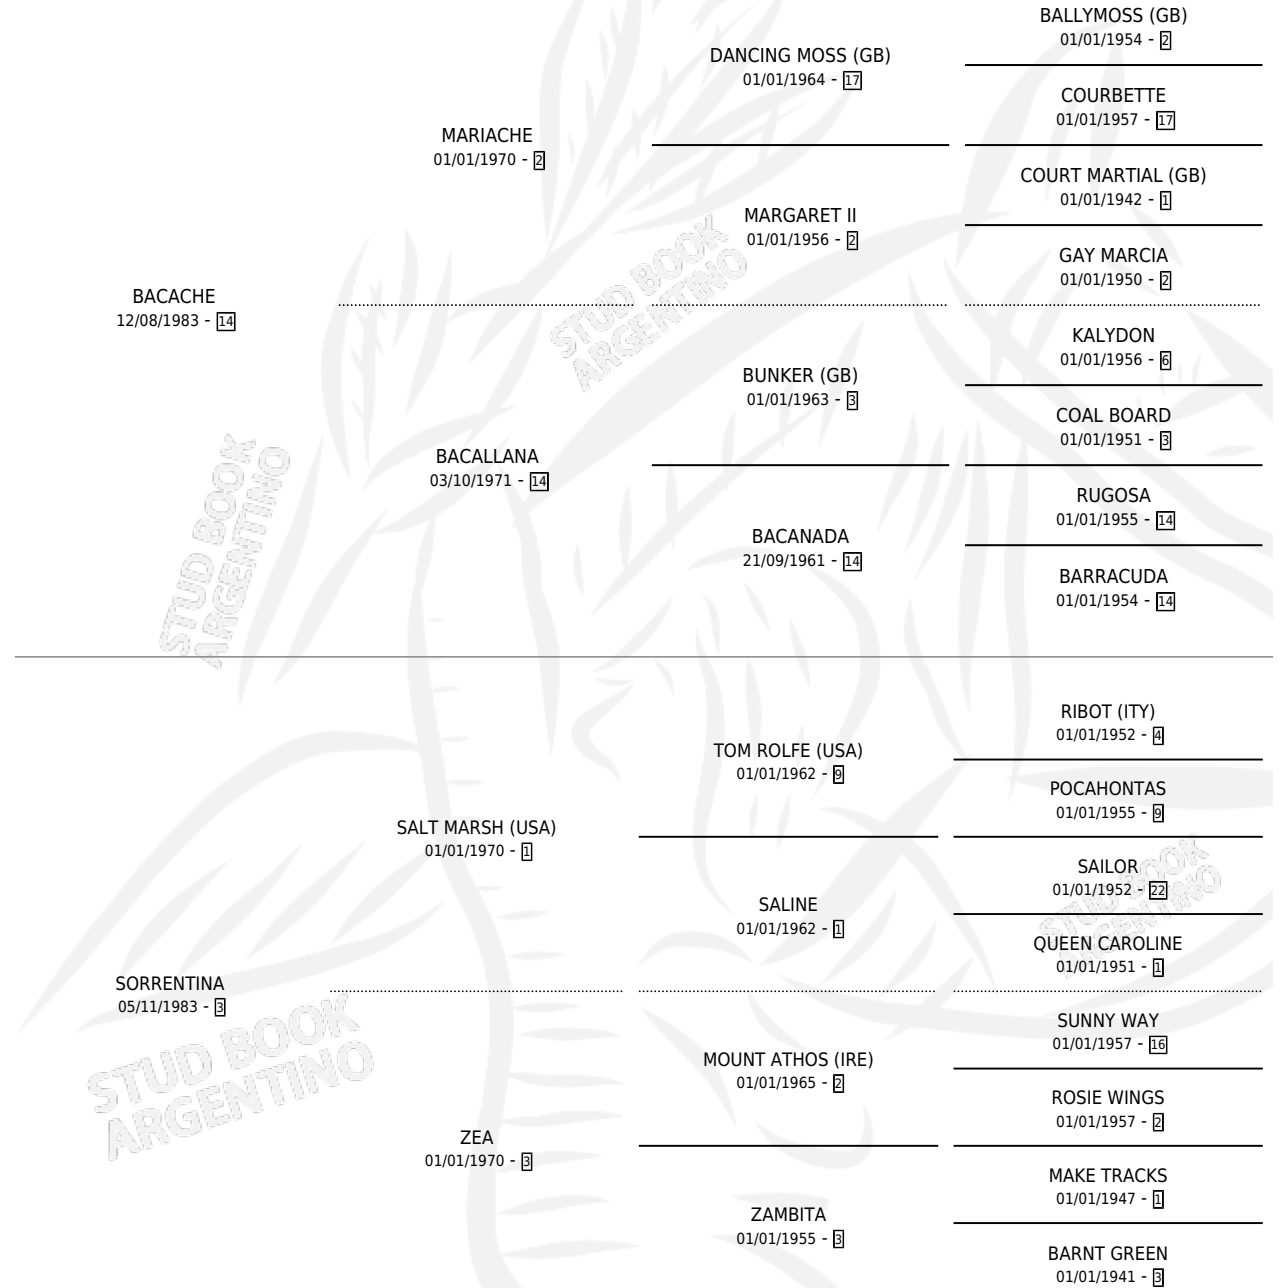 BALLYMOSS (GB)
01/01/1954 - 2
DANCING MOSS (GB)
01/01/1964 - 17
COURBETTE
01/01/1957 - 17
MARIACHE
01/01/1970 - 2
COURT MARTIAL (GB)
01/01/1942 - 1
MARGARET II
01/01/1956 - 2
GAY MARCIA
01/01/1950 - 2
BACACHE
12/08/1983 - 14
STUD BOOK
ARGENTINO
KALYDON
01/01/1956 - 6
BUNKER (GB)
01/01/1963 - 3
COAL BOARD
01/01/1951 - 3
BACALLANA
03/10/1971 - 14
RUGOSA
01/01/1955 - 14
BACANADA
21/09/1961 - 14
BARRACUDA
01/01/1954 - 14
STUD BOOK
ARGENTINO
RIBOT (ITY)
01/01/1952 - 4
TOM ROLFE (USA)
01/01/1962 - 9
POCAHONTAS
01/01/1955 - 9
SALT MARSH (USA)
01/01/1970 - 1
SAILOR
01/01/1952 - 22
SALINE
01/01/1962 - 1
STUD BOOK
ARGENTINO
QUEEN CAROLINE
01/01/1951 - 1
SORRENTINA
05/11/1983 - 3
SUNNY WAY
01/01/1957 - 16
MOUNT ATHOS (IRE)
01/01/1965 - 2
STUD BOOK
ARGENTINO
ROSIE WINGS
01/01/1957 - 2
ZEA
01/01/1970 - 3
MAKE TRACKS
01/01/1947 - 1
ZAMBITA
01/01/1955 - 3
BARNT GREEN
01/01/1941 - 3